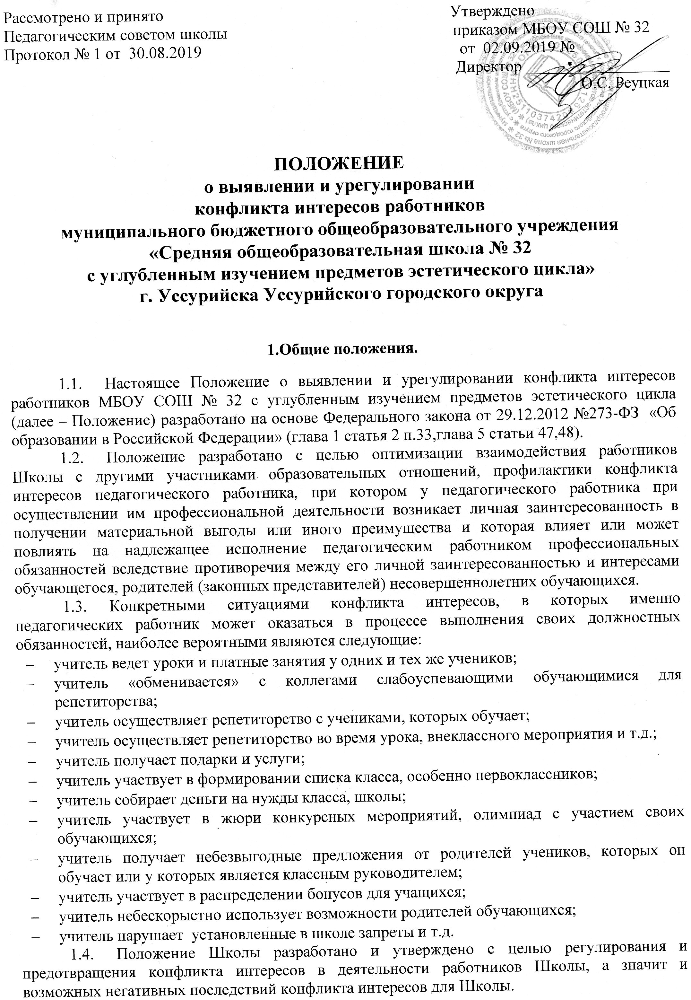 Рассмотрено и принято
Педагогическим советом школы
Протокол № 1 от 30.08.2019
Утверждено
приказом МБОУ СОШ № 32
от 02.09.2019 №
Директор
О.С. Реуцкая
ПОЛОЖЕНИЕ
о выявлении и урегулировании
конфликта интересов работников
муниципального бюджетного общеобразовательного учреждения
«Средняя общеобразовательная школа № 32
с углубленным изучением предметов эстетического цикла»
г. Уссурийска Уссурийского городского округа
1.Общие положения.
1.1. Настоящее Положение о выявлении и урегулировании конфликта интересов
работников МБОУ СОШ № 32 с углубленным изучением предметов эстетического цикла
(далее – Положение) разработано на основе Федерального закона от 29.12.2012 №273-ФЗ «Об
образовании в Российской Федерации» (глава 1 статья 2 п.33,глава 5 статьи 47,48).
1.2. Положение разработано с целью оптимизации взаимодействия работников
Школы с другими участниками образовательных отношений, профилактики конфликта
интересов педагогического работника, при котором у педагогического работника при
осуществлении им профессиональной деятельности возникает личная заинтересованность в
получении материальной выгоды или иного преимущества и которая влияет или может
повлиять на надлежащее исполнение педагогическим работником профессиональных
обязанностей вследствие противоречия между его личной заинтересованностью и интересами
обучающегося, родителей (законных представителей) несовершеннолетних обучающихся.
1.3. Конкретными ситуациями конфликта интересов, в которых именно
педагогических работник может оказаться в процессе выполнения своих должностных
обязанностей, наиболее вероятными являются следующие:
– учитель ведет уроки и платные занятия у одних и тех же учеников;
– учитель «обменивается» с коллегами слабоуспевающими обучающимися для
репетиторства;
– учитель осуществляет репетиторство с учениками, которых обучает;
– учитель осуществляет репетиторство во время урока, внеклассного мероприятия и т.д.;
– учитель получает подарки и услуги;
– учитель участвует в формировании списка класса, особенно первоклассников;
– учитель собирает деньги на нужды класса, школы;
– учитель участвует в жюри конкурсных мероприятий, олимпиад с участием своих
обучающихся;
– учитель получает небезвыгодные предложения от родителей учеников, которых он
обучает или у которых является классным руководителем;
– учитель участвует в распределении бонусов для учащихся;
– учитель небескорыстно использует возможности родителей обучающихся;
– учитель нарушает установленные в школе запреты и т.д.
1.4. Положение Школы разработано и утверждено с целью регулирования и
предотвращения конфликта интересов в деятельности работников Школы, а значит и
возможных негативных последствий конфликта интересов для Школы.